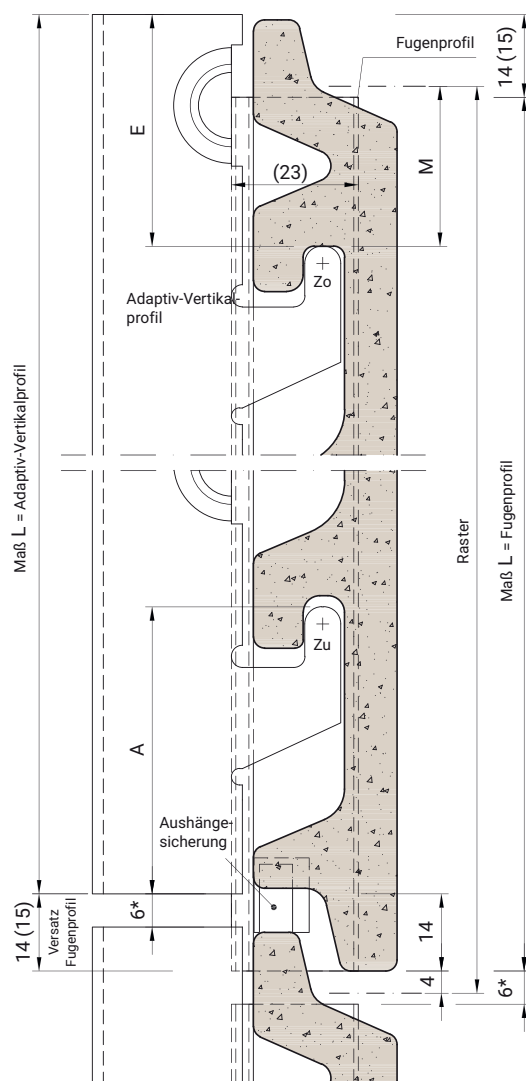 Fugenprofil
14 (15)
E
M
(23)
Zo
Adaptiv-Vertikal-
profil
Maß L = Adaptiv-Vertikalprofil
Raster
Maß L = Fugenprofil
Zu
A
Aushänge-
sicherung
14 (15)
Versatz
Fugenprofil
6*
14
4
6*